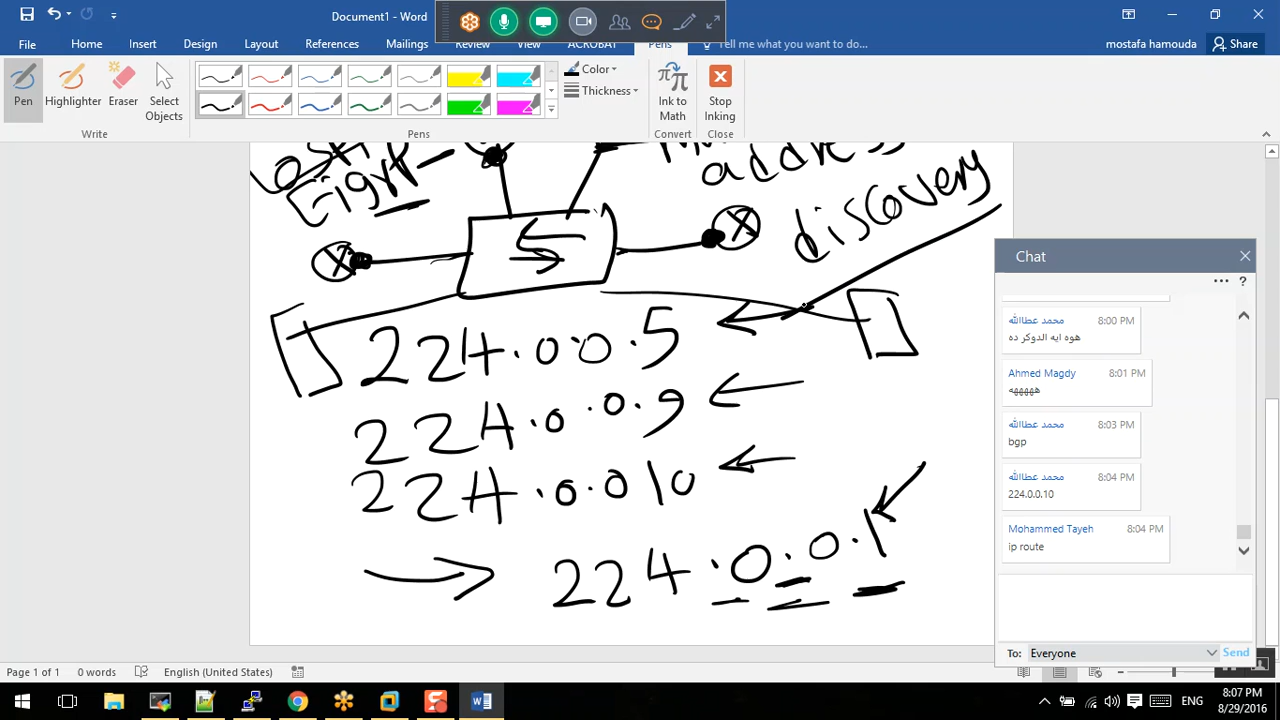 Document1 - Word
File Home Insert Design Layout References Mailings Review View ACROBAT Pens Tell me what you want to do...
mostafa hamouda Share
Pen Highlighter Eraser Select Objects
Color
Thickness
Ink to Math
Stop Inking
Write Pens Convert Close
address
Eigrp
discovery
224.0.0.5
224.0.0.9
224.0.0.10
224.0.0.1
Chat
محمد عطاالله 8:00 PM
هوه ايه الدوكر ده
Ahmed Magdy 8:01 PM
ههههه
محمد عطاالله 8:03 PM
bgp
محمد عطاالله 8:04 PM
224.0.0.10
Mohammed Tayeh 8:04 PM
ip route
To: Everyone Send
Page 1 of 1 0 words English (United States)
ENG
8:07 PM
8/29/2016